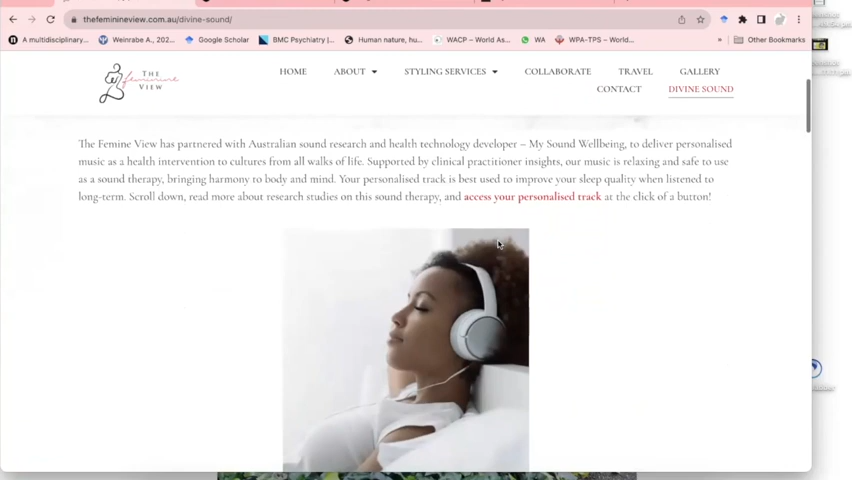 thefeminineview.com.au/divine-sound/
A multidisciplinary... Weinrabe A., 202... Google Scholar BMC Psychiatry |... Human nature, hu... WACP – World As... WA WPA-TPS – World... » Other Bookmarks
THE
feminine
VIEW
HOME ABOUT STYLING SERVICES COLLABORATE TRAVEL GALLERY
CONTACT DIVINE SOUND
The Femine View has partnered with Australian sound research and health technology developer – My Sound Wellbeing, to deliver personalised
music as a health intervention to cultures from all walks of life. Supported by clinical practitioner insights, our music is relaxing and safe to use
as a sound therapy, bringing harmony to body and mind. Your personalised track is best used to improve your sleep quality when listened to
long-term. Scroll down, read more about research studies on this sound therapy, and access your personalised track at the click of a button!